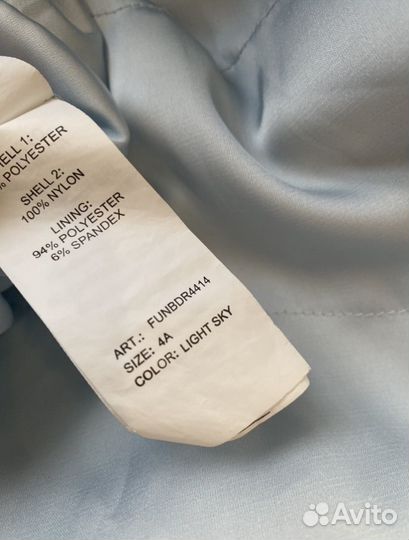 SHELL 1:
% POLYESTER
SHELL 2:
100% NYLON
LINING:
94% POLYESTER
6% SPANDEX
ART.: FUNBDR4414
SIZE: 4A
COLOR: LIGHT SKY
Avito